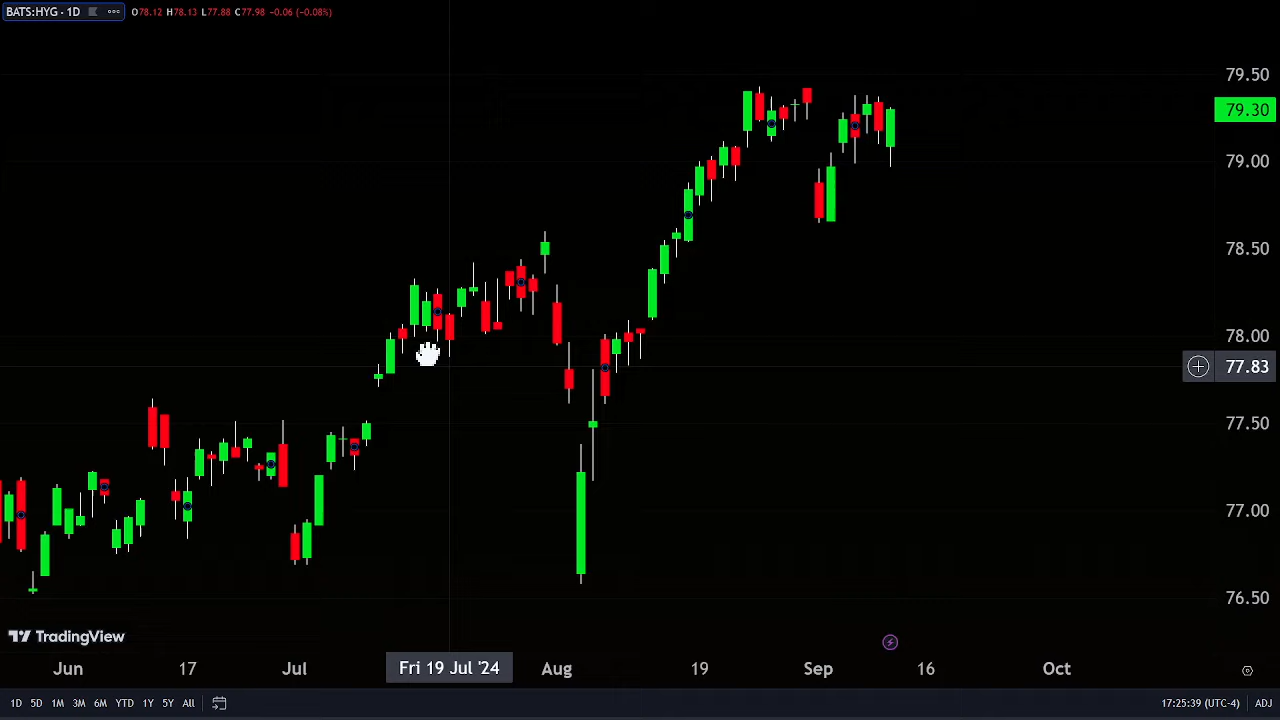 BATS:HYG · 1D O78.12 H78.13 L77.88 C77.98 -0.06 (-0.08%)
79.50
79.30
79.00
78.50
78.00
77.83
77.50
77.00
76.50
TradingView
Jun 17 Jul Fri 19 Jul '24 Aug 19 Sep 16 Oct
1D 5D 1M 3M 6M YTD 1Y 5Y All 17:25:39 (UTC-4) ADJ